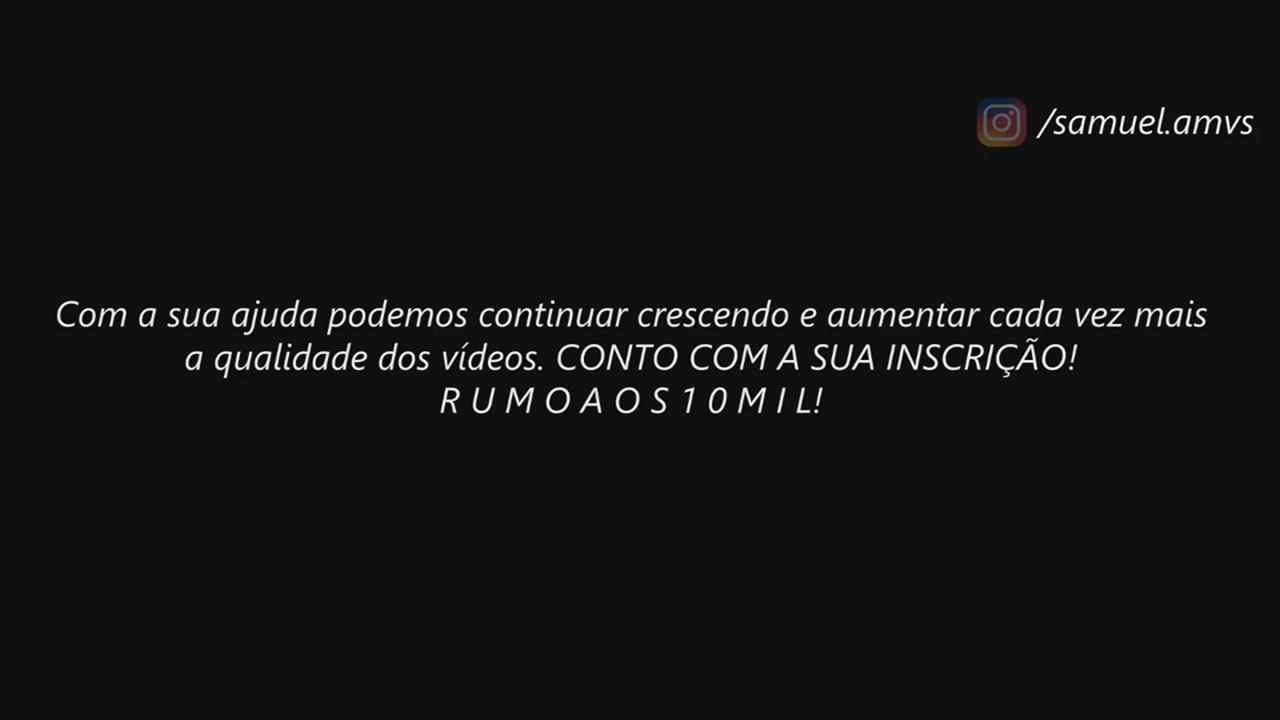 /samuel.amvs
Com a sua ajuda podemos continuar crescendo e aumentar cada vez mais
a qualidade dos vídeos. CONTO COM A SUA INSCRIÇÃO!
R U M O A O S 1 0 M I L!